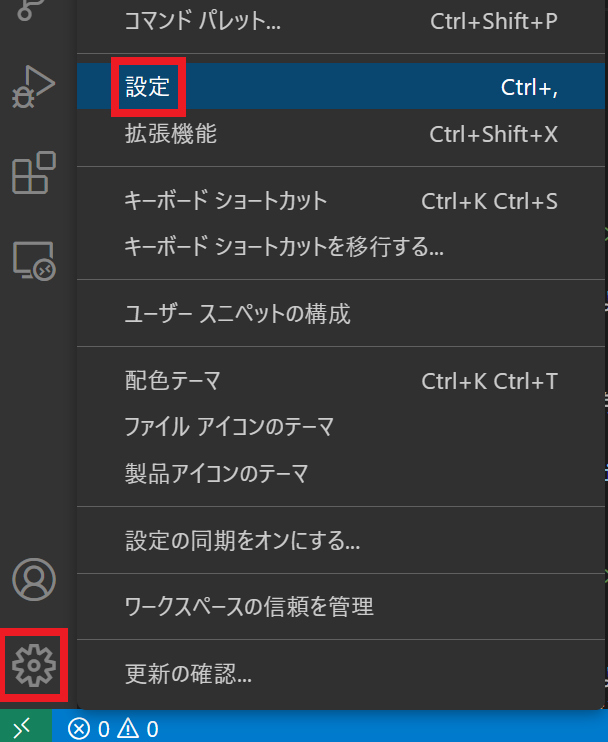 コマンド パレット... Ctrl+Shift+P
設定 Ctrl+,
拡張機能 Ctrl+Shift+X
キーボード ショートカット Ctrl+K Ctrl+S
キーボード ショートカットを移行する...
ユーザー スニペットの構成
配色テーマ Ctrl+K Ctrl+T
ファイル アイコンのテーマ
製品アイコンのテーマ
設定の同期をオンにする...
ワークスペースの信頼を管理
更新の確認...
0 0